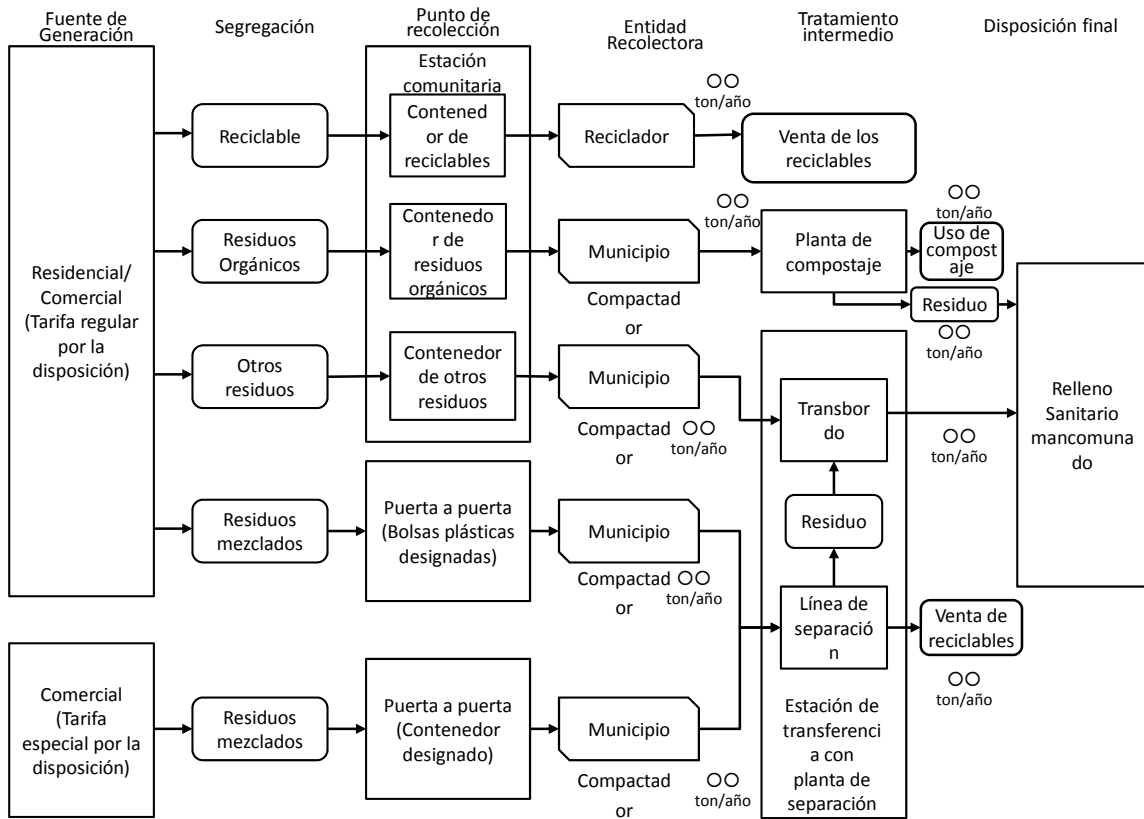 Fuente de
Generación
Segregación
Punto de
recolección
Entidad
Recolectora
Tratamiento
intermedio
Disposición final
Estación
comunitaria
○○
ton/año
Reciclable
Contened
or de
reciclables
Reciclador
Venta de los
reciclables
Residuos
Orgánicos
Contenedo
r de
residuos
orgánicos
Municipio
Compactad
or
○○
ton/año
Planta de
compostaje
○○
ton/año
Uso de
compost
aje
Residuo
○○
ton/año
Residencial/
Comercial
(Tarifa regular
por la
disposición)
Otros
residuos
Contenedor
de otros
residuos
Municipio
Compactad
or
○○
ton/año
Transbor
do
○○
ton/año
Relleno
Sanitario
mancomuna
do
Residuos
mezclados
Puerta a puerta
(Bolsas plásticas
designadas)
Municipio
Compactad
or
○○
ton/año
Residuo
Línea de
separació
n
Venta de
reciclables
○○
ton/año
Comercial
(Tarifa
especial por la
disposición)
Residuos
mezclados
Puerta a puerta
(Contenedor
designado)
Municipio
Compactad
or
○○
ton/año
Estación de
transferenci
a con
planta de
separación